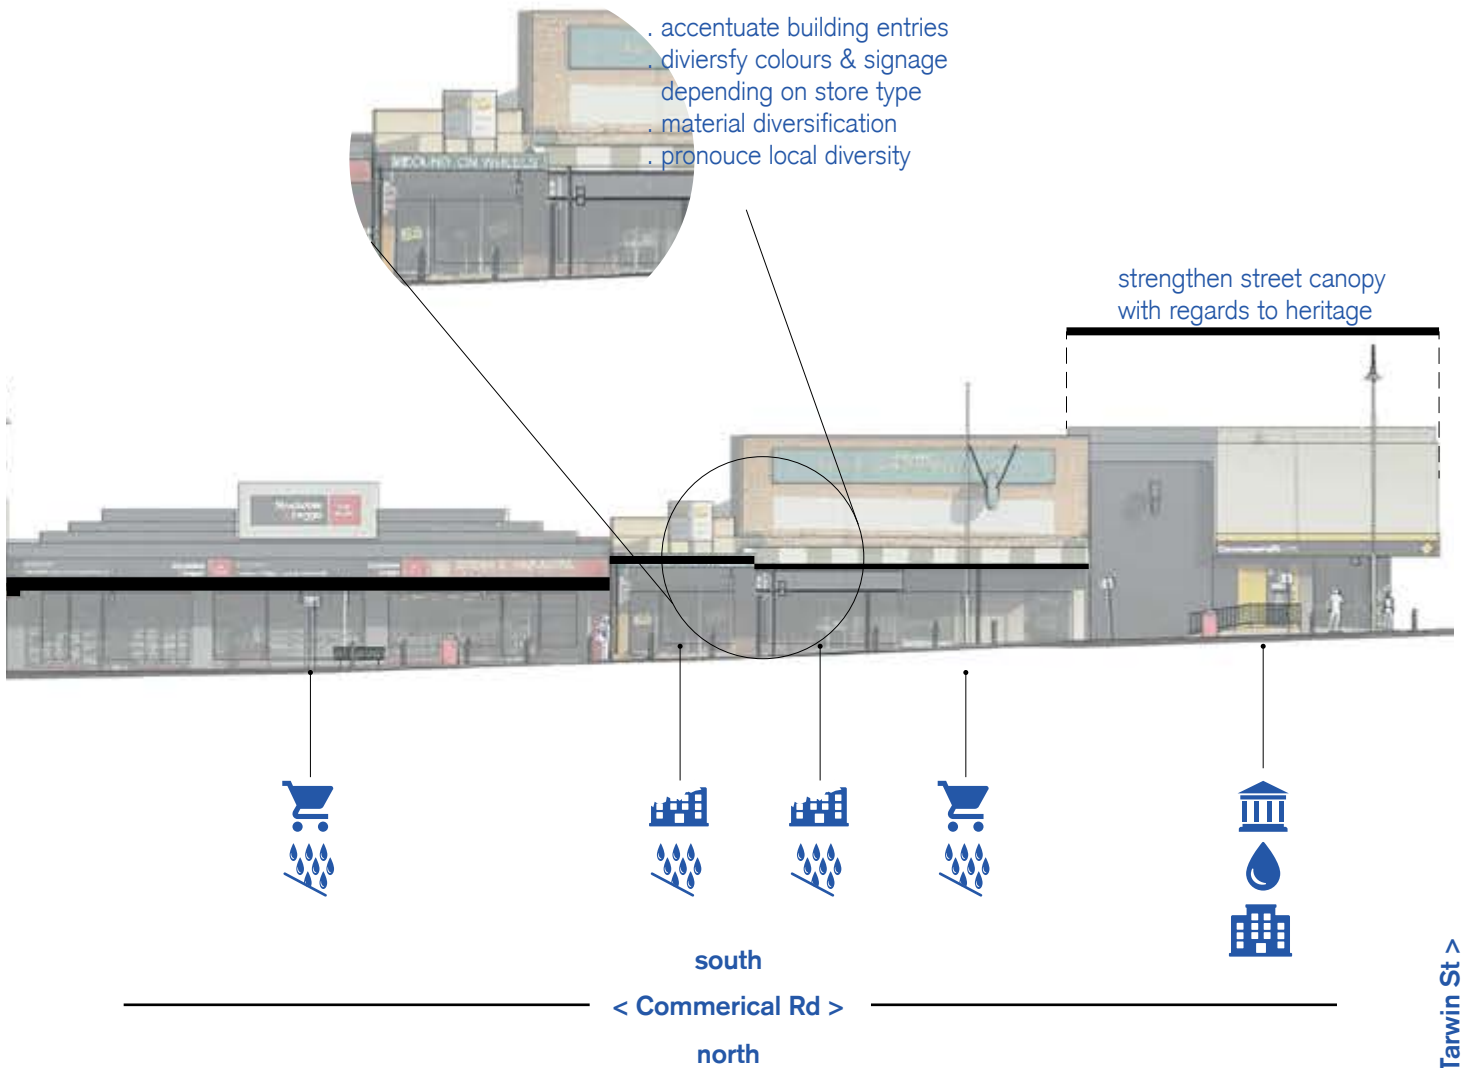 . accentuate building entries
. diviersfy colours & signage
depending on store type
. material diversification
. pronouce local diversity
strengthen street canopy
with regards to heritage
south
< Commerical Rd >
north
Tarwin St >